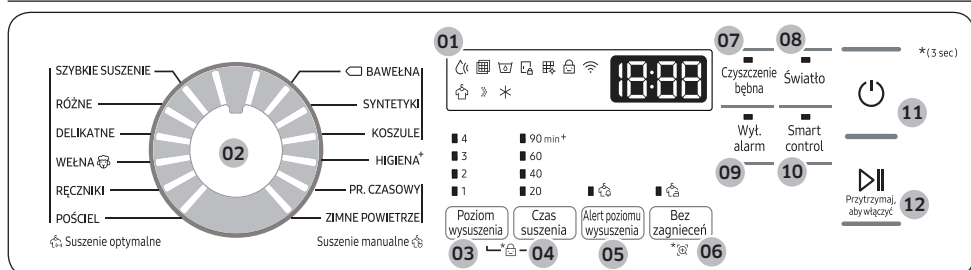 SZYBKIE SUSZENIE
RÓŻNE
DELIKATNE
WEŁNA
RĘCZNIKI
POŚCIEL
Suszenie optymalne
02
BAWEŁNA
SYNTETYKI
KOSZULE
HIGIENA+
PR. CZASOWY
ZIMNE POWIETRZE
Suszenie manualne
01
18:88
4
3
2
1
90 min+
60
40
20
Poziom
wysuszenia
Czas
suszenia
Alert poziomu
wysuszenia
Bez
zagnieceń
03
*
04
05
*
06
07
08
Czyszczenie
bębna
Światło
Wył.
alarm
Smart
control
09
10
*(3 sec)
11
Przytrzymaj,
aby włączyć
12